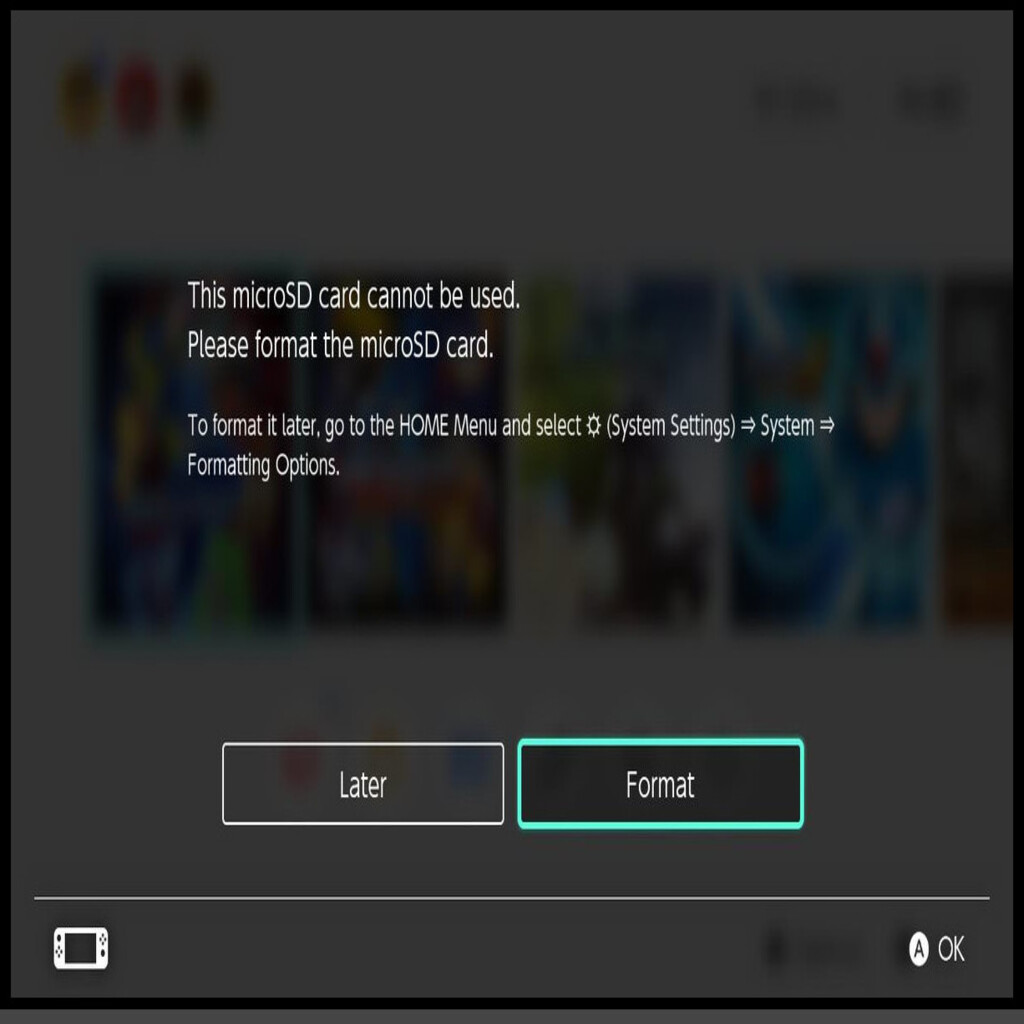 This microSD card cannot be used.
Please format the microSD card.
To format it later, go to the HOME Menu and select ⚙ (System Settings) ⇒ System ⇒
Formatting Options.
Later
Format
A OK